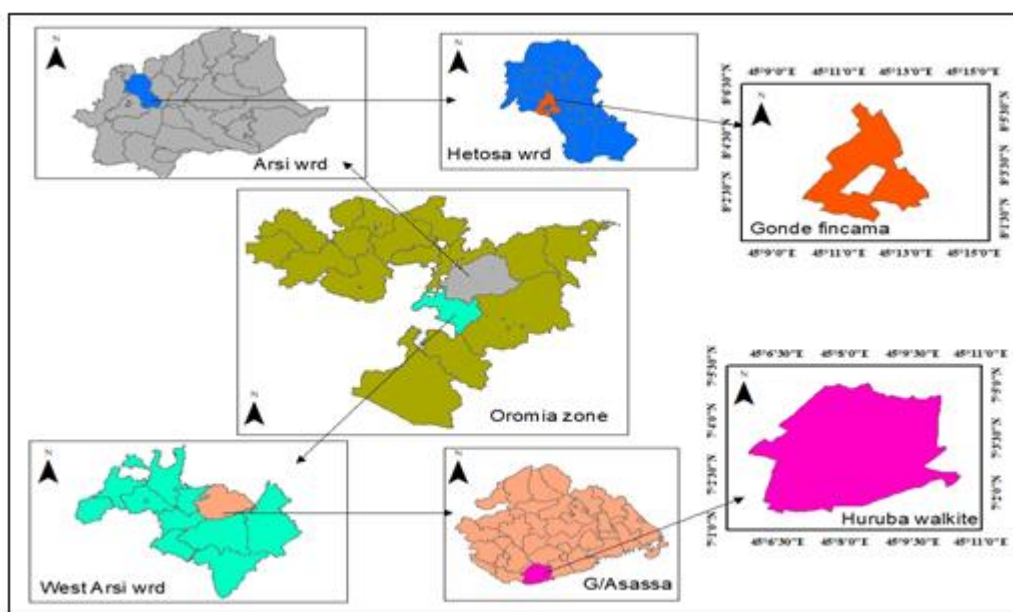 N
Arsi wrd
N
Hetosa wrd
45°9'0"E 45°11'0"E 45°13'0"E 45°15'0"E
N
Gonde fincama
45°9'0"E 45°11'0"E 45°13'0"E 45°15'0"E
N
Oromia zone
45°6'30"E 45°8'0"E 45°9'30"E 45°11'0"E
N
Huruba walkite
45°6'30"E 45°8'0"E 45°9'30"E 45°11'0"E
N
West Arsi wrd
N
G/Asassa